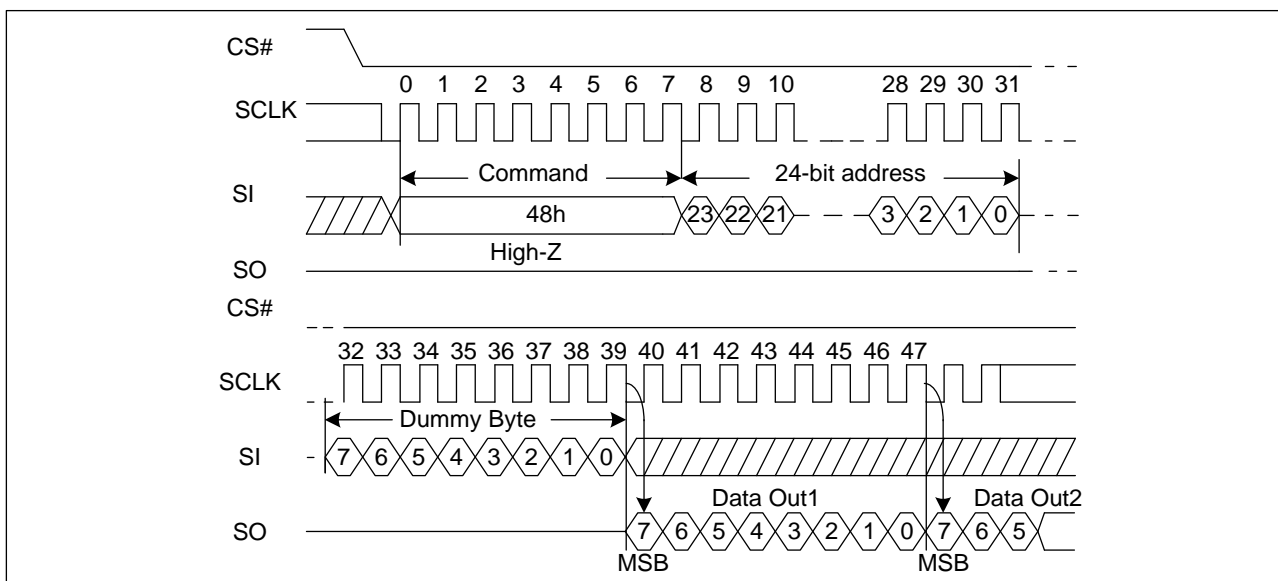 CS#
0 1 2 3 4 5 6 7 8 9 10 28 29 30 31
SCLK
Command 24-bit address
SI
48h 23 22 21 3 2 1 0
High-Z
SO
CS#
32 33 34 35 36 37 38 39 40 41 42 43 44 45 46 47
SCLK
Dummy Byte
SI 7 6 5 4 3 2 1 0
Data Out1 Data Out2
SO 7 6 5 4 3 2 1 0 7 6 5
MSB MSB